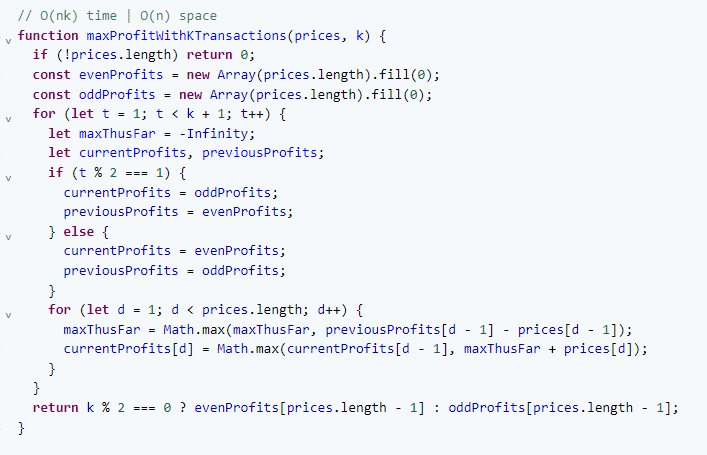 // O(nk) time | O(n) space
function maxProfitWithKTransactions(prices, k) {
  if (!prices.length) return 0;
  const evenProfits = new Array(prices.length).fill(0);
  const oddProfits = new Array(prices.length).fill(0);
  for (let t = 1; t < k + 1; t++) {
    let maxThusFar = -Infinity;
    let currentProfits, previousProfits;
    if (t % 2 === 1) {
      currentProfits = oddProfits;
      previousProfits = evenProfits;
    } else {
      currentProfits = evenProfits;
      previousProfits = oddProfits;
    }
    for (let d = 1; d < prices.length; d++) {
      maxThusFar = Math.max(maxThusFar, previousProfits[d - 1] - prices[d - 1]);
      currentProfits[d] = Math.max(currentProfits[d - 1], maxThusFar + prices[d]);
    }
  }
  return k % 2 === 0 ? evenProfits[prices.length - 1] : oddProfits[prices.length - 1];
}